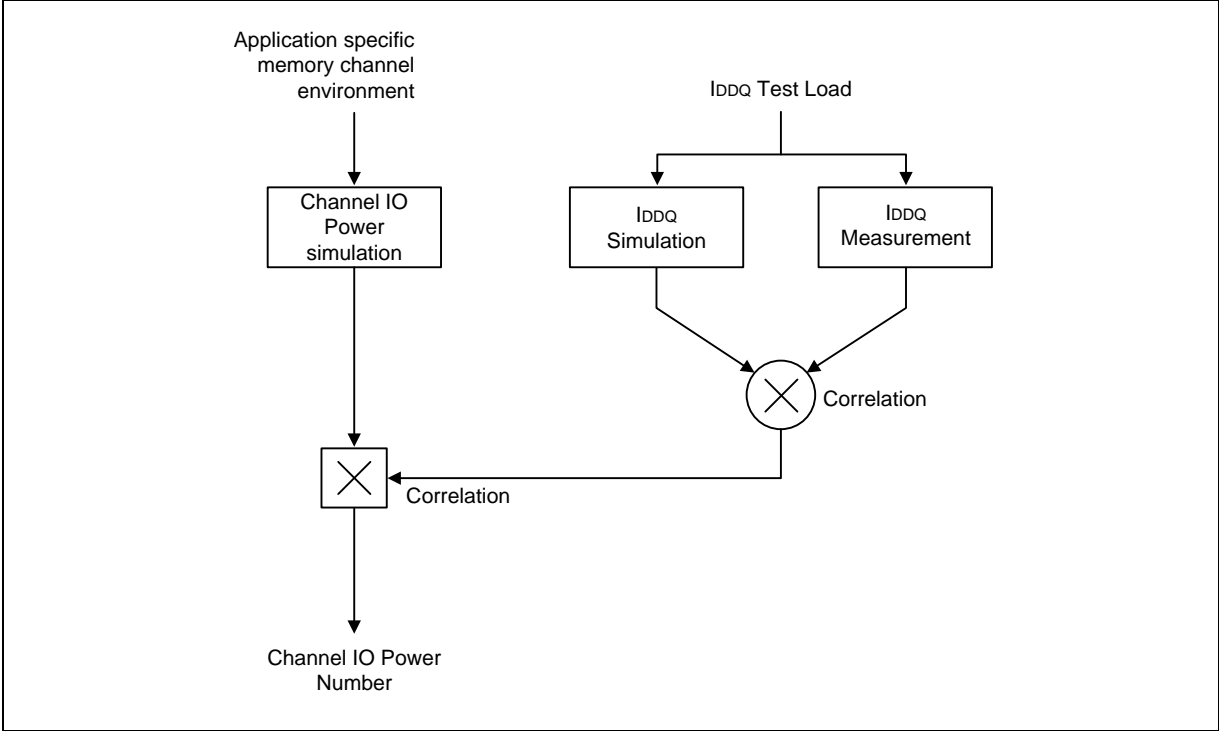 Application specific
memory channel
environment
IDDQ Test Load
Channel IO
Power
simulation
IDDQ
Simulation
IDDQ
Measurement
Correlation
Correlation
Channel IO Power
Number